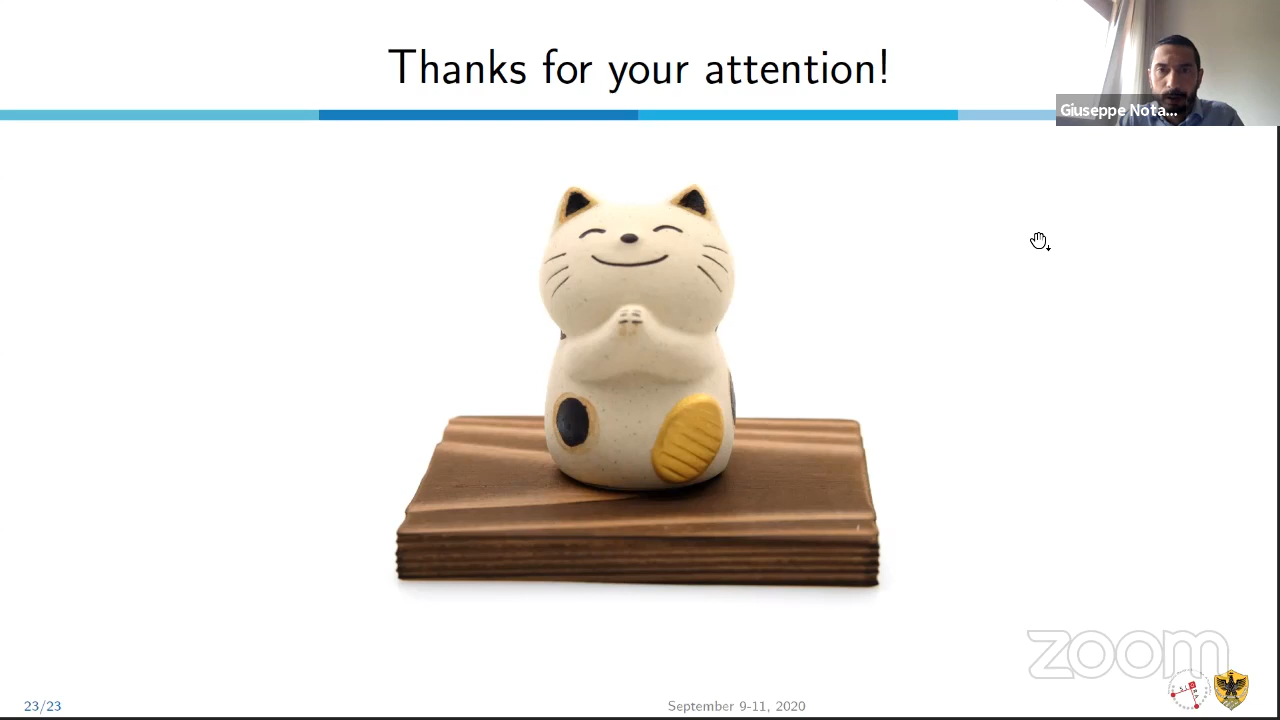 Thanks for your attention!
Giuseppe Nota...
zoom
23/23
September 9-11, 2020